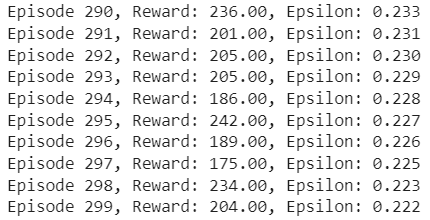 Episode 290, Reward: 236.00, Epsilon: 0.233
Episode 291, Reward: 201.00, Epsilon: 0.231
Episode 292, Reward: 205.00, Epsilon: 0.230
Episode 293, Reward: 205.00, Epsilon: 0.229
Episode 294, Reward: 186.00, Epsilon: 0.228
Episode 295, Reward: 242.00, Epsilon: 0.227
Episode 296, Reward: 189.00, Epsilon: 0.226
Episode 297, Reward: 175.00, Epsilon: 0.225
Episode 298, Reward: 234.00, Epsilon: 0.223
Episode 299, Reward: 204.00, Epsilon: 0.222